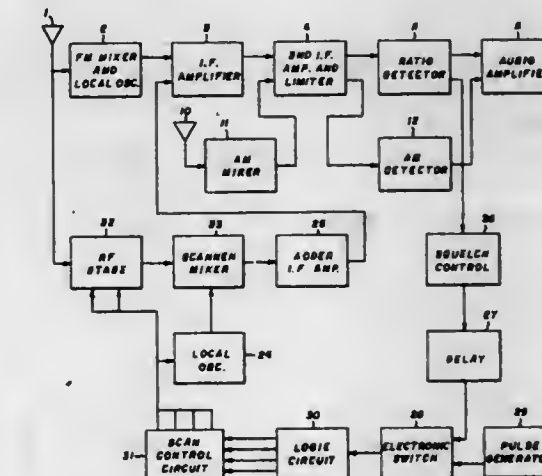 1
2
3
4
5
6
FM MIXER
AND
LOCAL OSC.
I.F.
AMPLIFIER
2ND I.F.
AMP. AND
LIMITER
RATIO
DETECTOR
AUDIO
AMPLIFIE
10
11
12
AM
MIXER
AM
DETECTOR
32
33
25
26
RF
STAGE
SCANNER
MIXER
ADDER
I.F. AMP.
SQUELCH
CONTROL
27
LOCAL
OSC.
24
DELAY
30
28
29
31
SCAN
CONTROL
CIRCUIT
LOGIC
CIRCUIT
ELECTRONIC
SWITCH
PULSE
GENERAT